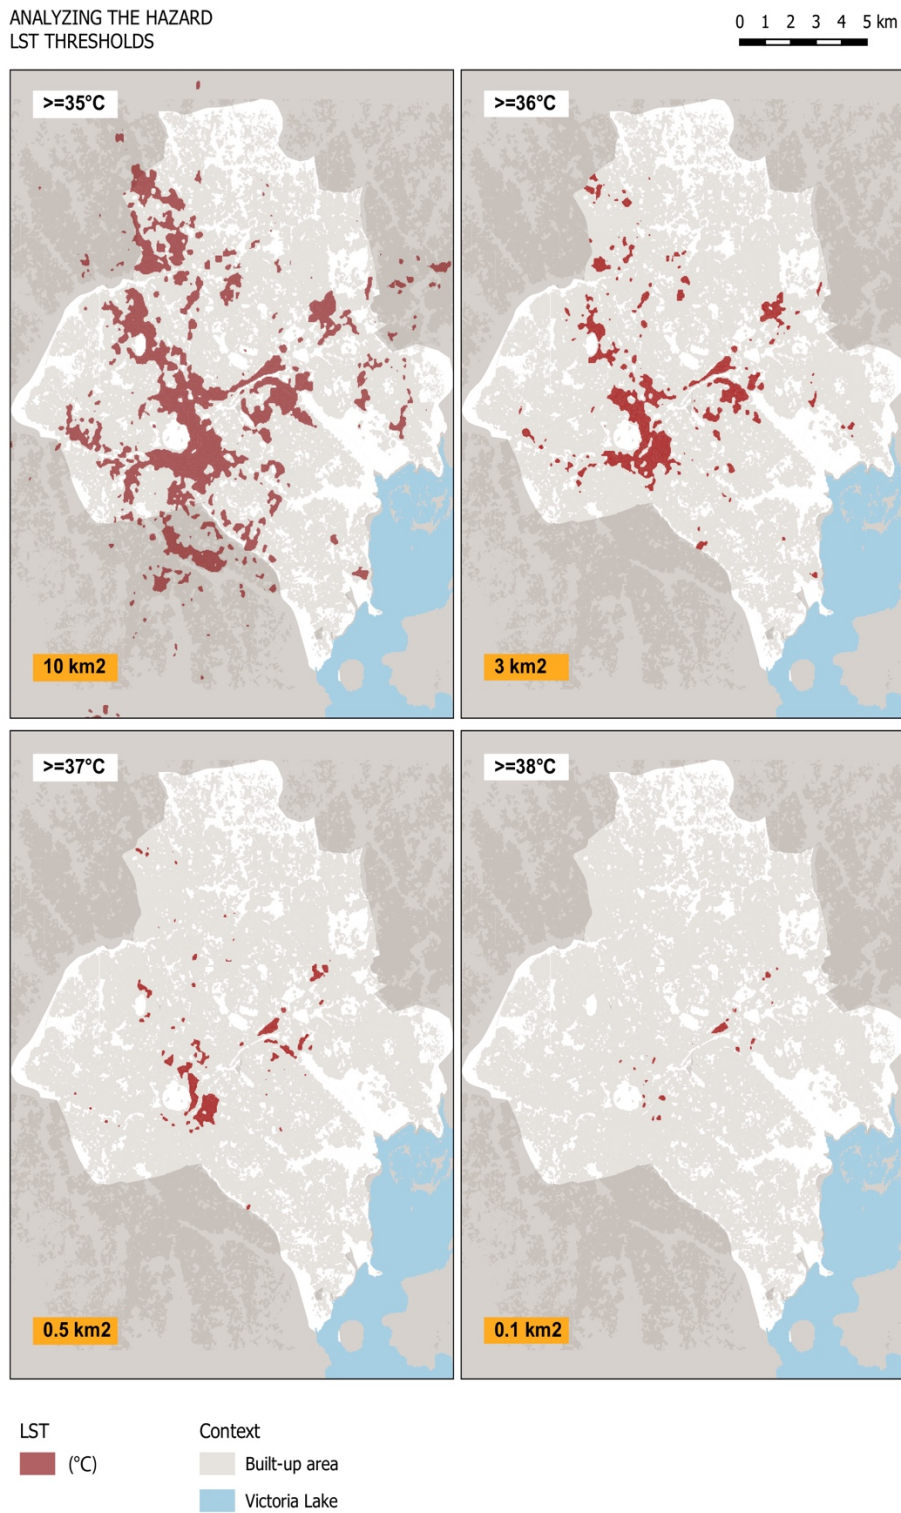 ANALYZING THE HAZARD
LST THRESHOLDS
0 1 2 3 4 5 km
>=35°C
>=36°C
10 km2
3 km2
>=37°C
>=38°C
0.5 km2
0.1 km2
LST
Context
(°C)
Built-up area
Victoria Lake